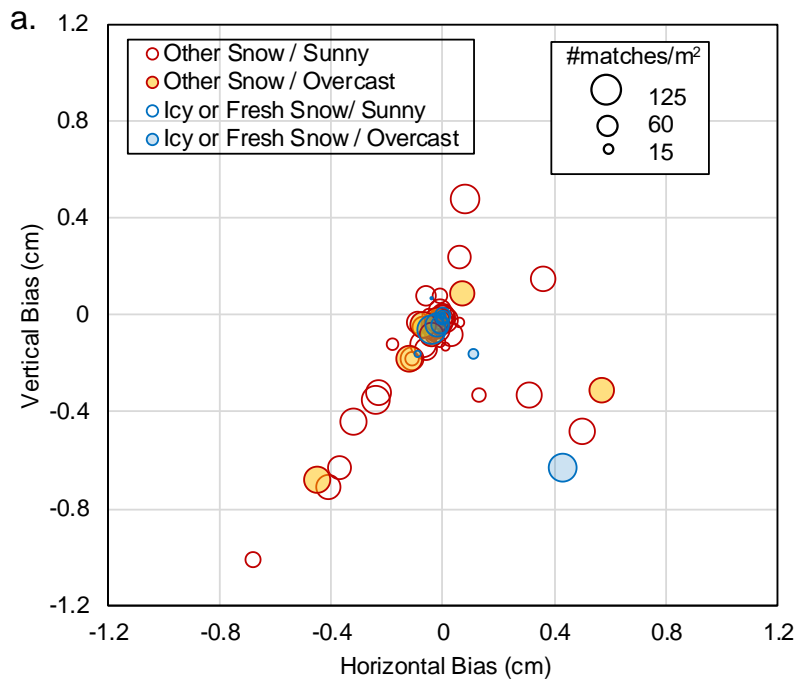 a.
1.2
0.8
0.4
0
-0.4
-0.8
-1.2
Vertical Bias (cm)
Other Snow / Sunny
Other Snow / Overcast
Icy or Fresh Snow/ Sunny
Icy or Fresh Snow / Overcast
#matches/m²
125
60
15
-1.2
-0.8
-0.4
0
0.4
0.8
1.2
Horizontal Bias (cm)